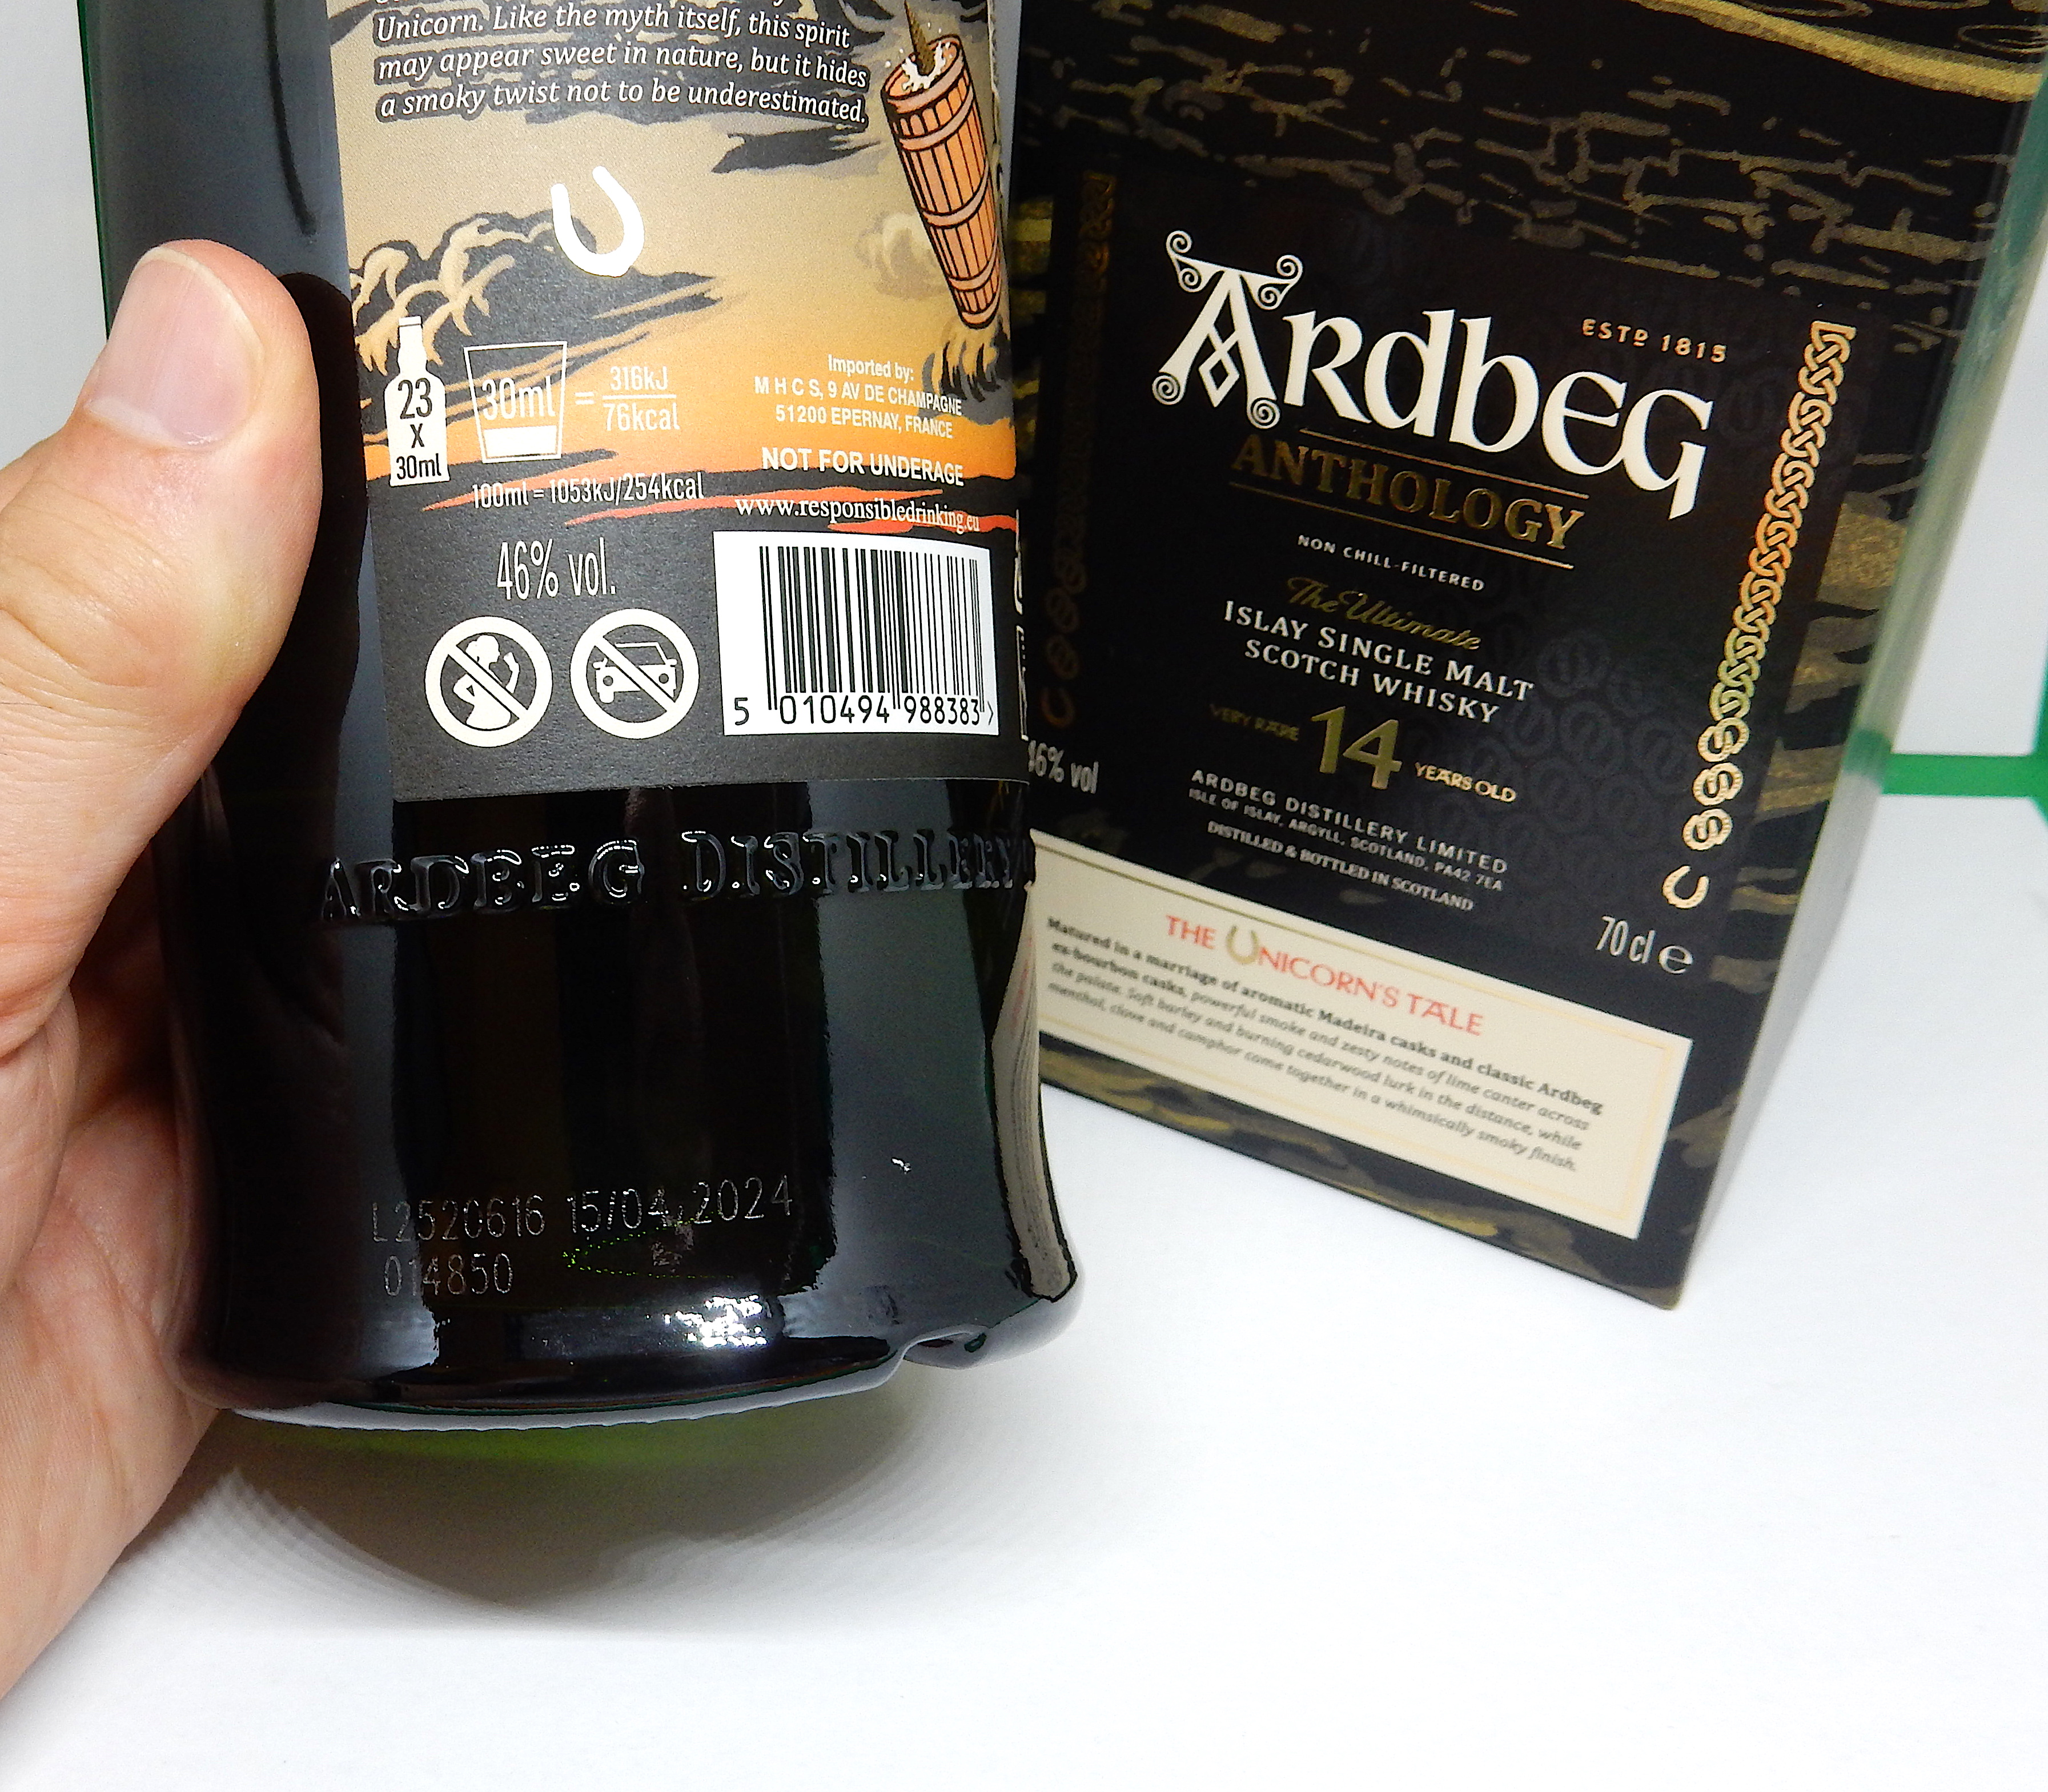 Unicorn. Like the myth itself, this spirit
may appear sweet in nature, but it hides
a smoky twist not to be underestimated.
23
x
30ml
30ml = 316kJ
76kcal
100ml = 1053kJ/254kcal
Imported by:
M H C S, 9 AV DE CHAMPAGNE
51200 EPERNAY, FRANCE
NOT FOR UNDERAGE
www.responsibledrinking.eu
46% vol.
5 010494 988383 >
ARDBEG DISTILLERY
L2520616 15/04/2024
014850
ARDBEG
ESTD 1815
ANTHOLOGY
NON CHILL-FILTERED
The Ultimate
ISLAY SINGLE MALT
SCOTCH WHISKY
VERY RARE 14 YEARS OLD
46% vol
ARDBEG DISTILLERY LIMITED
ISLE OF ISLAY, ARGYLL, SCOTLAND, PA42 7EA
DISTILLED & BOTTLED IN SCOTLAND
70 cl e
THE UNICORN'S TALE
Matured in a marriage of aromatic Madeira casks and classic Ardbeg
ex-bourbon casks, powerful smoke and zesty notes of lime canter across
the palate. Soft barley and burning cedarwood lurk in the distance, while
menthol, clove and camphor come together in a whimsically smoky finish.